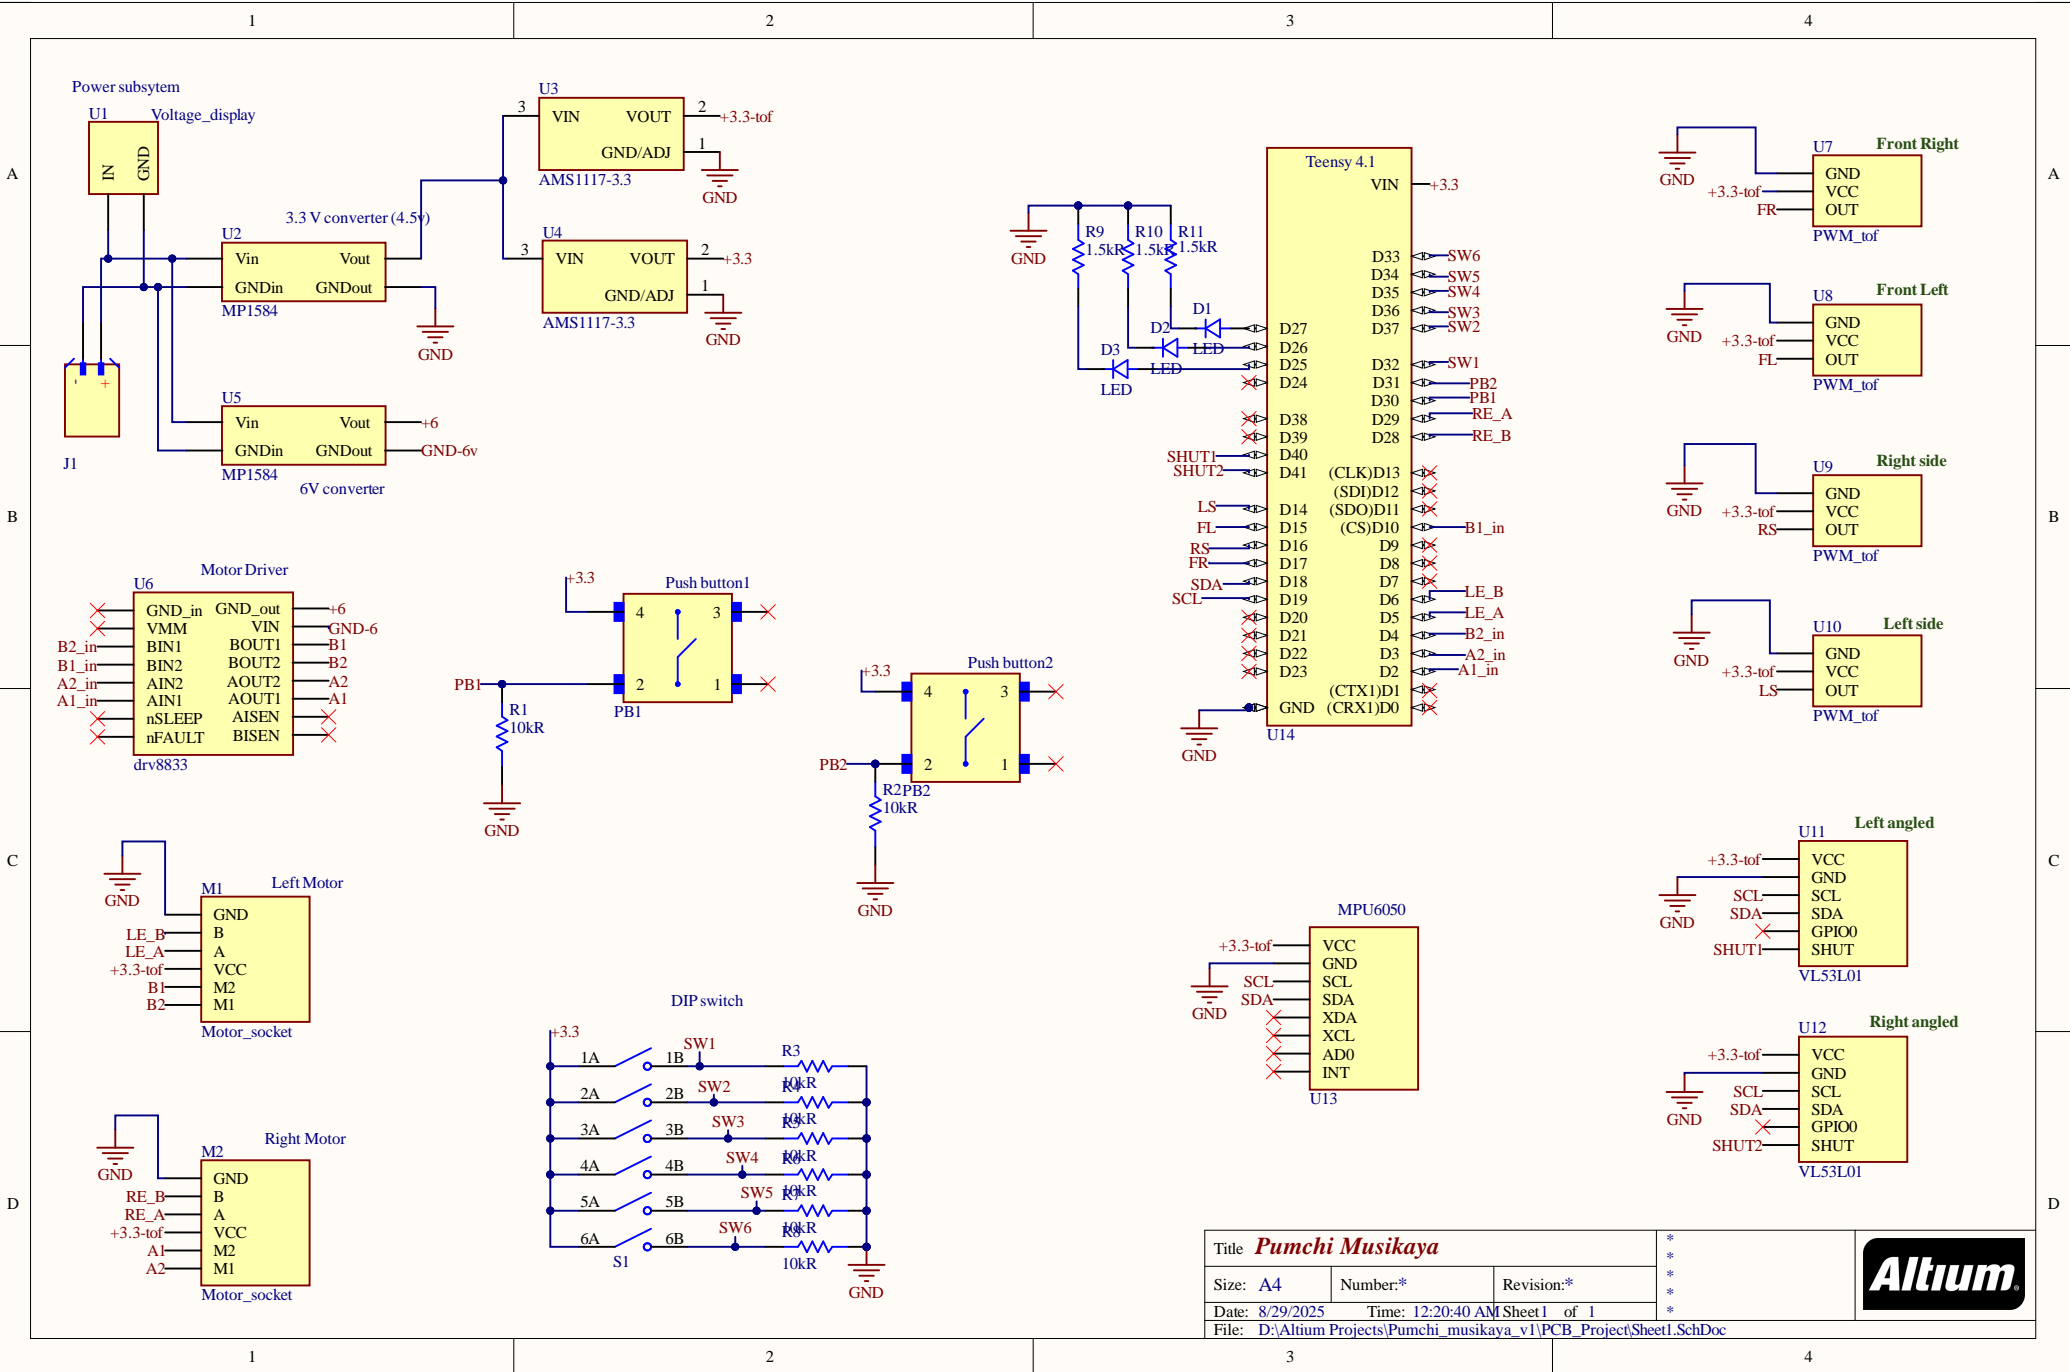 1 2 3 4
A
B
C
D
Power subsytem
U1
Voltage_display
IN
GND
3.3 V converter (4.5v)
U2
Vin Vout
GNDin GNDout
MP1584
GND
J1
- +
U5
Vin Vout +6
GNDin GNDout GND-6v
MP1584
6V converter
U3
3 VIN VOUT 2 +3.3-tof
GND/ADJ 1
AMS1117-3.3
GND
U4
3 VIN VOUT 2 +3.3
GND/ADJ 1
AMS1117-3.3
GND
Motor Driver
U6
GND_in GND_out +6
VMM VIN GND-6
B2_in BIN1 BOUT1 B1
B1_in BIN2 BOUT2 B2
A2_in AIN2 AOUT2 A2
A1_in AIN1 AOUT1 A1
nSLEEP AISEN
nFAULT BISEN
drv8833
+3.3
Push button1
4 3
PB1 2 1
PB1
R1
10kR
GND
+3.3
Push button2
4 3
PB2 2 1
R2 PB2
10kR
GND
GND
M1
Left Motor
GND
LE_B B
LE_A A
+3.3-tof VCC
B1 M2
B2 M1
Motor_socket
GND
M2
Right Motor
GND
RE_B B
RE_A A
+3.3-tof VCC
A1 M2
A2 M1
Motor_socket
DIP switch
+3.3
1A 1B SW1 R3
10kR
2A 2B SW2 R4
10kR
3A 3B SW3 R5
10kR
4A 4B SW4 R6
10kR
5A 5B SW5 R7
10kR
6A 6B SW6 R8
10kR
S1
GND
GND
R9
1.5kR
R10
1.5kR
R11
1.5kR
D1
LED
D2
LED
D3
LED
Teensy 4.1
VIN +3.3
D33 SW6
D34 SW5
D35 SW4
D36 SW3
D27 D37 SW2
D26
D25 D32 SW1
D24 D31 PB2
D30 PB1
D38 D29 RE_A
D39 D28 RE_B
SHUT1 D40
SHUT2 D41 (CLK)D13
(SDI)D12
LS D14 (SDO)D11
FL D15 (CS)D10 B1_in
RS D16 D9
FR D17 D8
SDA D18 D7
SCL D19 D6 LE_B
D20 D5 LE_A
D21 D4 B2_in
D22 D3 A2_in
D23 D2 A1_in
(CTX1)D1
GND (CRX1)D0
U14
GND
MPU6050
+3.3-tof VCC
GND
SCL SCL
SDA SDA
XDA
XCL
AD0
INT
U13
GND
U7 Front Right
GND
+3.3-tof VCC
FR OUT
PWM_tof
GND
U8 Front Left
GND
+3.3-tof VCC
FL OUT
PWM_tof
GND
U9 Right side
GND
+3.3-tof VCC
RS OUT
PWM_tof
GND
U10 Left side
GND
+3.3-tof VCC
LS OUT
PWM_tof
GND
U11 Left angled
+3.3-tof VCC
GND
SCL SCL
SDA SDA
GPIO0
SHUT1 SHUT
VL53L01
GND
U12 Right angled
+3.3-tof VCC
GND
SCL SCL
SDA SDA
GPIO0
SHUT2 SHUT
VL53L01
GND
Title Pumchi Musikaya
Size: A4 Number:* Revision:*
Date: 8/29/2025 Time: 12:20:40 AM Sheet1 of 1
File: D:\Altium Projects\Pumchi_musikaya_v1\PCB_Project\Sheet1.SchDoc
*
*
*
*
*
Altium
A
B
C
D
1 2 3 4